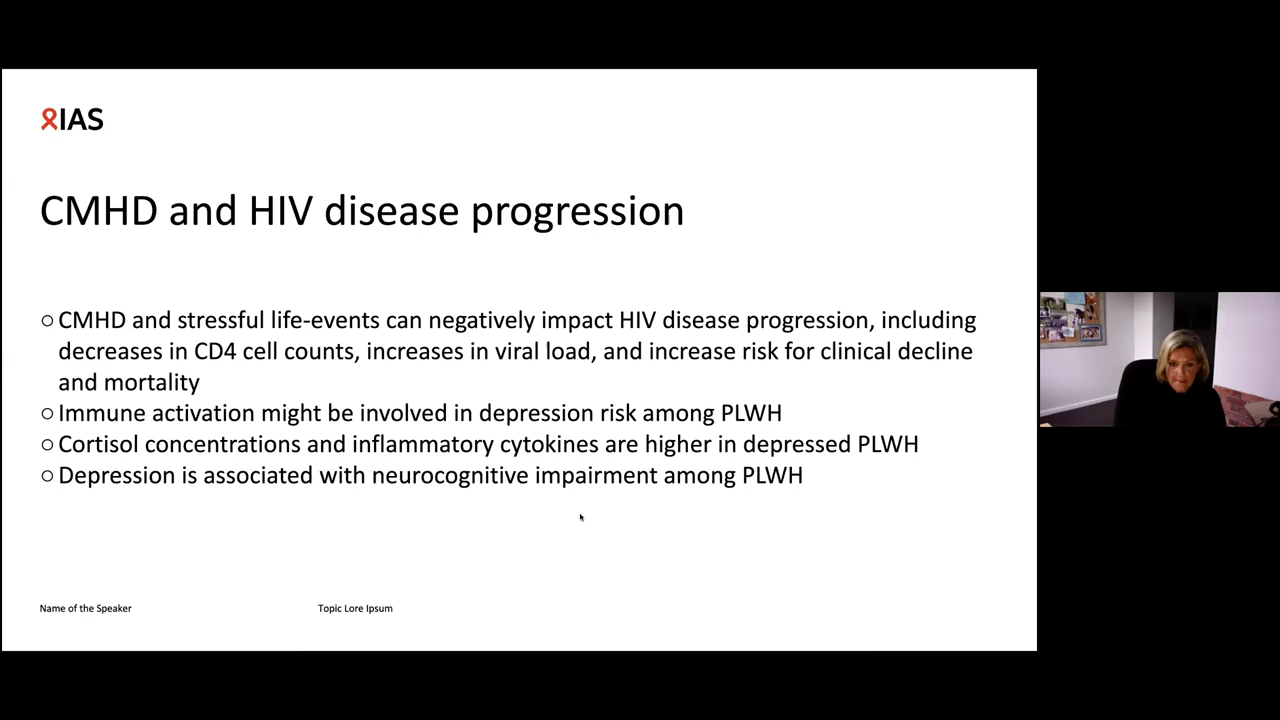 IAS
CMHD and HIV disease progression
○ CMHD and stressful life-events can negatively impact HIV disease progression, including
decreases in CD4 cell counts, increases in viral load, and increase risk for clinical decline
and mortality
○ Immune activation might be involved in depression risk among PLWH
○ Cortisol concentrations and inflammatory cytokines are higher in depressed PLWH
○ Depression is associated with neurocognitive impairment among PLWH
Name of the Speaker
Topic Lore Ipsum